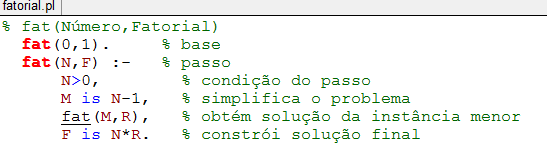 fatorial.pl
% fat(Número,Fatorial)
fat(0,1).    % base
fat(N,F) :-  % passo
N>0,         % condição do passo
M is N-1,    % simplifica o problema
fat(M,R),    % obtém solução da instância menor
F is N*R.    % constrói solução final